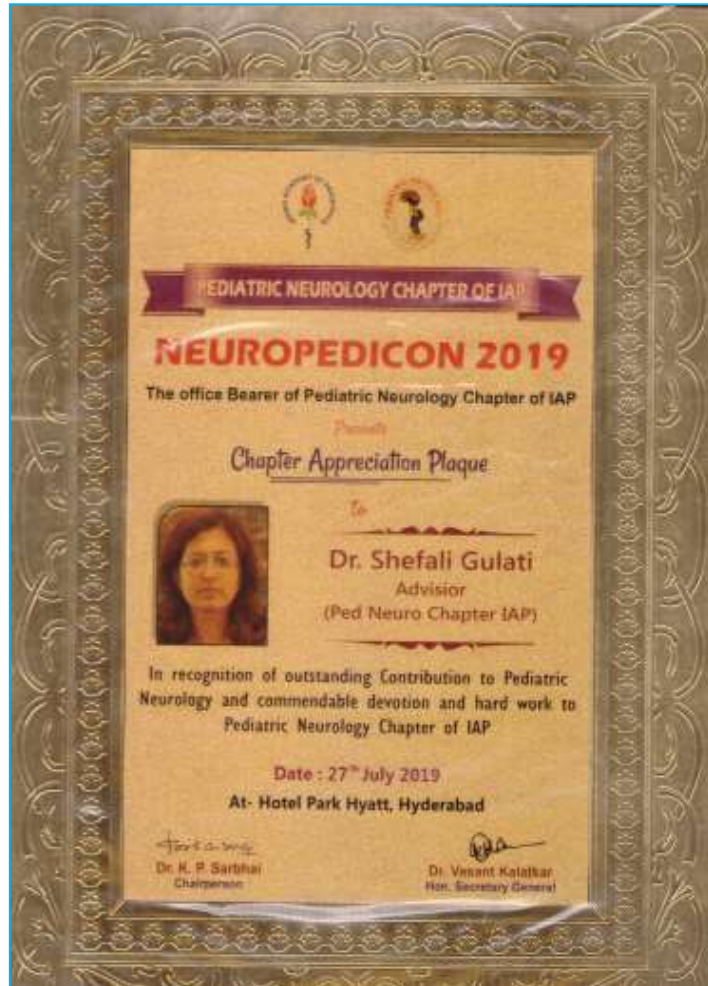 PEDIATRIC NEUROLOGY CHAPTER OF IAP
NEUROPEDICON 2019
The office Bearer of Pediatric Neurology Chapter of IAP
Presents
Chapter Appreciation Plaque
to
Dr. Shefali Gulati
Advisior
(Ped Neuro Chapter IAP)
In recognition of outstanding Contribution to Pediatric
Neurology and commendable devotion and hard work to
Pediatric Neurology Chapter of IAP
Date : 27th July 2019
At- Hotel Park Hyatt, Hyderabad
Dr. K. P. Sarbhai
Chairperson
Dr. Vasant Kalatkar
Hon. Secretary General